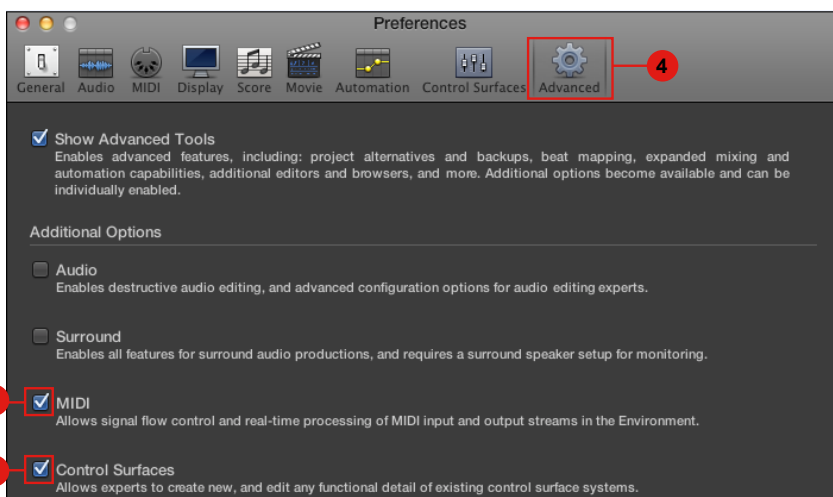 Preferences
General Audio MIDI Display Score Movie Automation Control Surfaces Advanced
4
Show Advanced Tools
Enables advanced features, including: project alternatives and backups, beat mapping, expanded mixing and
automation capabilities, additional editors and browsers, and more. Additional options become available and can be
individually enabled.
Additional Options
Audio
Enables destructive audio editing, and advanced configuration options for audio editing experts.
Surround
Enables all features for surround audio productions, and requires a surround speaker setup for monitoring.
MIDI
Allows signal flow control and real-time processing of MIDI input and output streams in the Environment.
Control Surfaces
Allows experts to create new, and edit any functional detail of existing control surface systems.